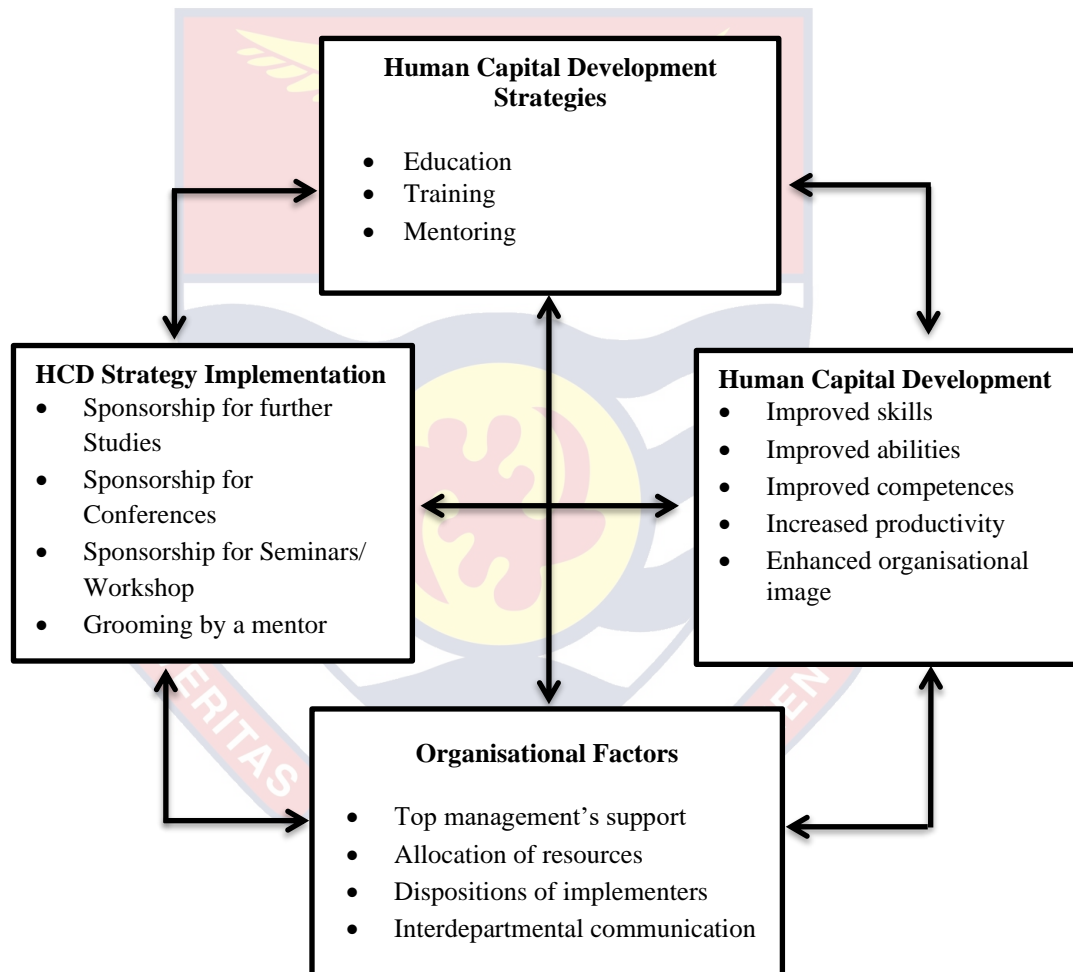 Human Capital Development
Strategies
• Education
• Training
• Mentoring
HCD Strategy Implementation
• Sponsorship for further
Studies
• Sponsorship for
Conferences
• Sponsorship for Seminars/
Workshop
• Grooming by a mentor
Human Capital Development
• Improved skills
• Improved abilities
• Improved competences
• Increased productivity
• Enhanced organisational
image
Organisational Factors
• Top management’s support
• Allocation of resources
• Dispositions of implementers
• Interdepartmental communication